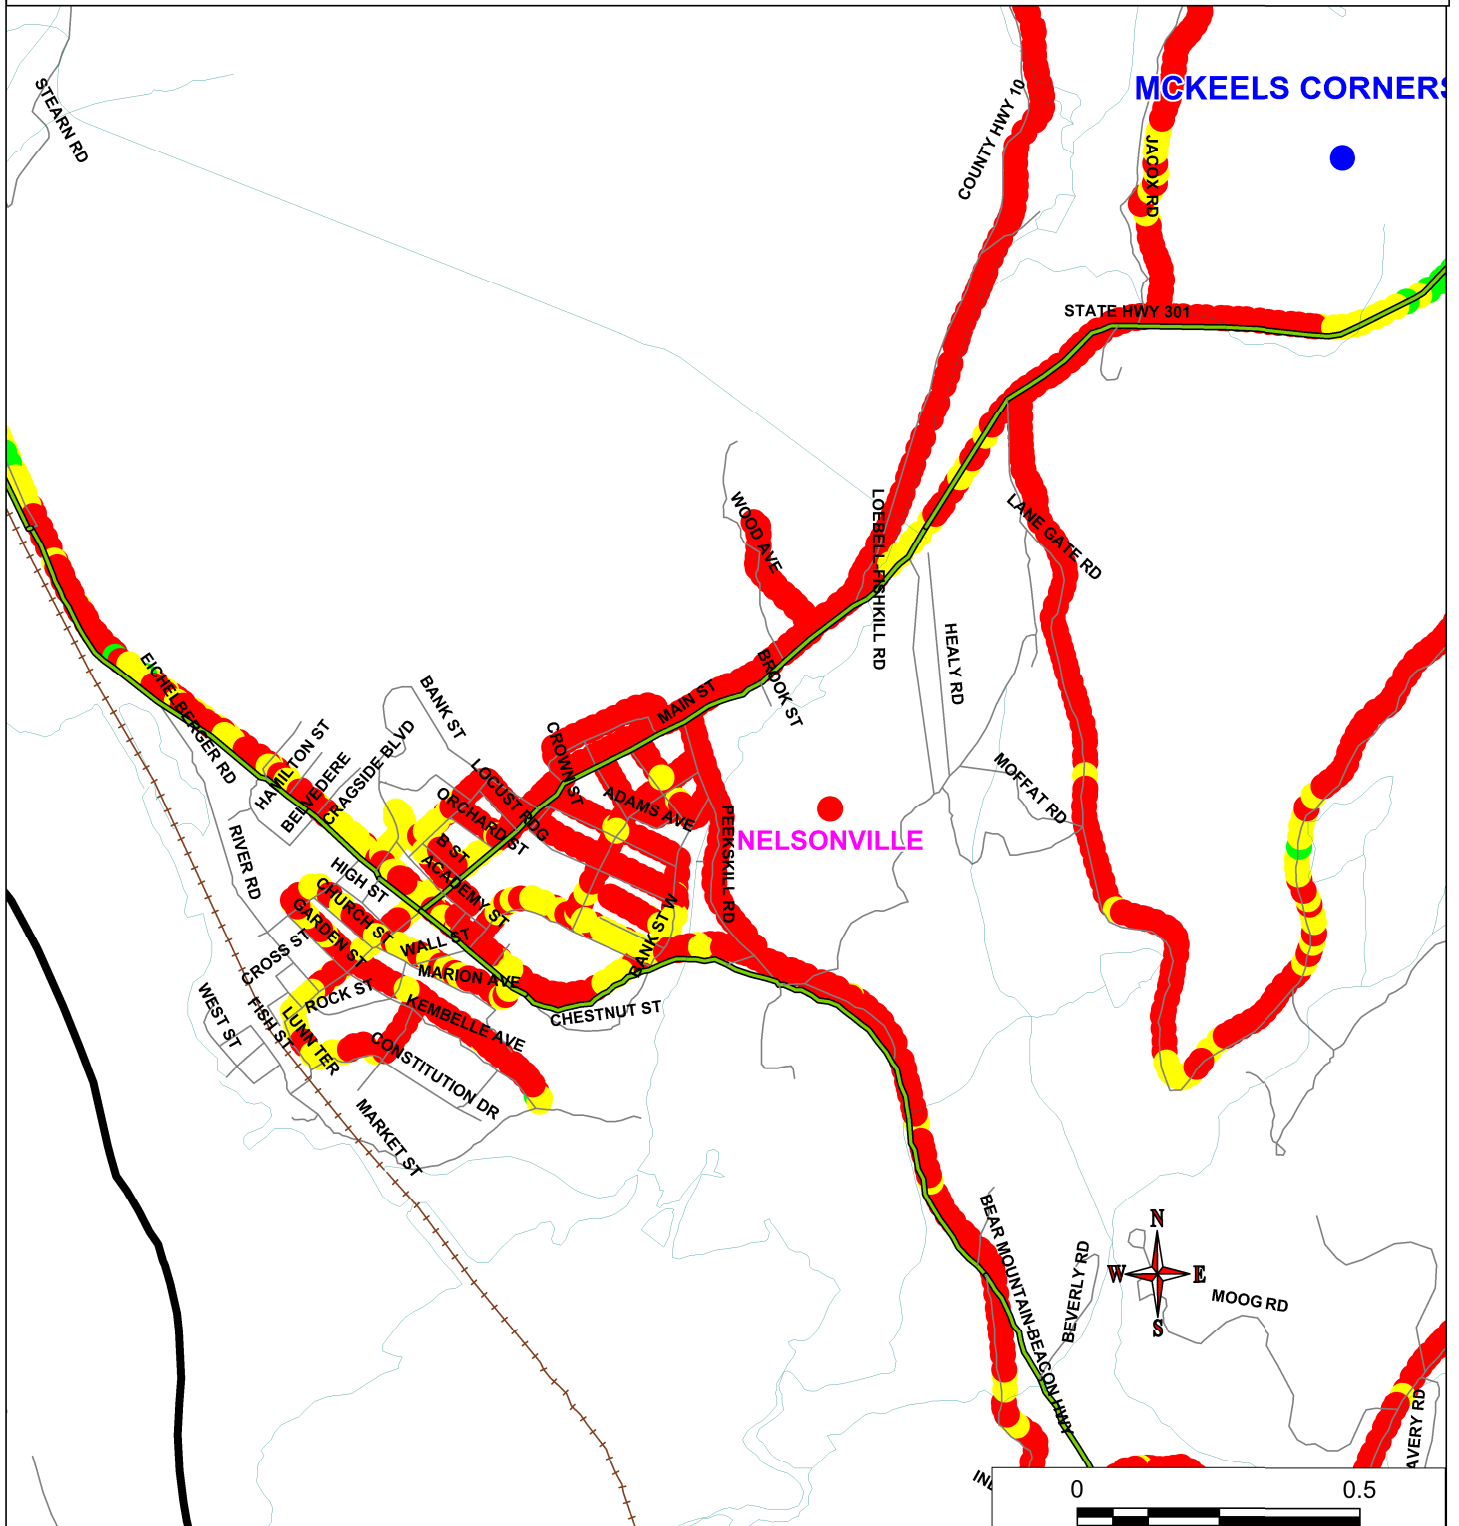 STEARN RD
COUNTY HWY 10
MCKEELS CORNERS
JACOX RD
STATE HWY 301
LOEBELL-FISHKILL RD
WOOD AVE
LANE GATE RD
HEALY RD
BROOK ST
MAIN ST
EICHELBERGER RD
BANK ST
HAMILTON ST
BELVEDERE
CRAGSIDE BLVD
CROWN ST
LOCUST RDG
ORCHARD ST
ADAMS AVE
MOFFAT RD
PEEKSKILL RD
NELSONVILLE
RIVER RD
B ST
ACADEMY ST
HIGH ST
CHURCH ST
GARDEN ST
WALL ST
BANK ST W
CROSS ST
MARION AVE
ROCK ST
KEMBELLE AVE
CHESTNUT ST
WEST ST
FISH ST
LUNN TER
CONSTITUTION DR
MARKET ST
BEAR MOUNTAIN-BEACON HWY
BEVERLY RD
N
W E
S
MOOG RD
AVERY RD
0 0.5